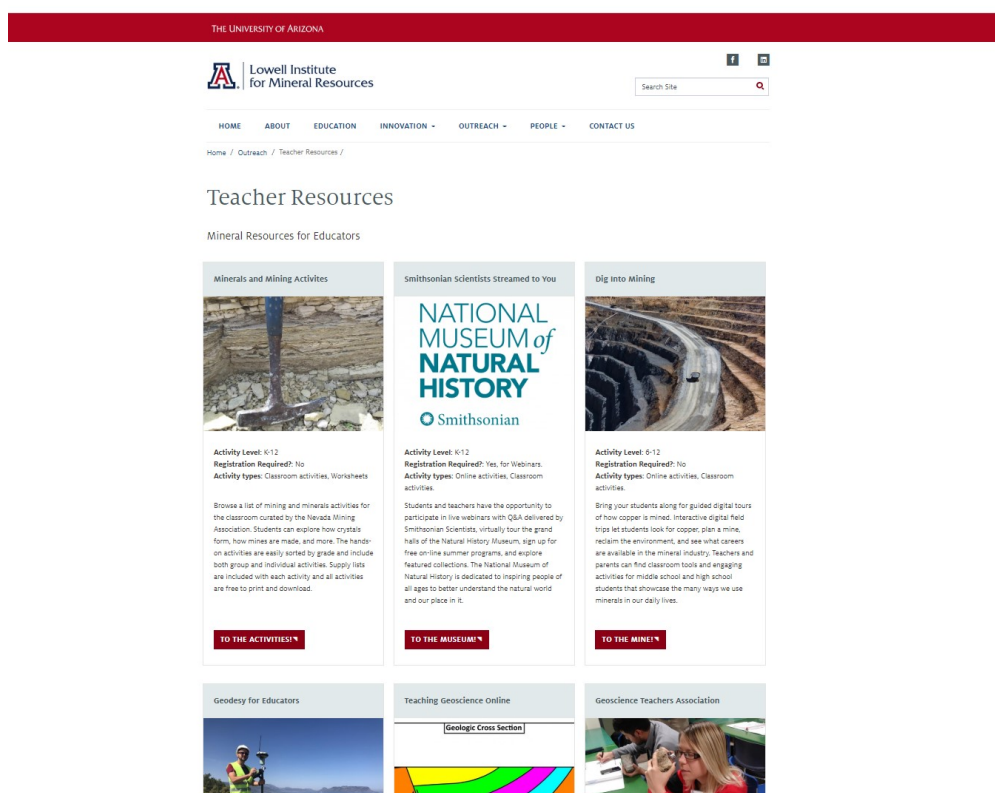 THE UNIVERSITY OF ARIZONA
A
Lowell Institute
for Mineral Resources
f in
Search Site
HOME ABOUT EDUCATION INNOVATION OUTREACH PEOPLE CONTACT US
Home / Outreach / Teacher Resources /
Teacher Resources
Mineral Resources for Educators
Minerals and Mining Activites
Activity Level: K-12
Registration Required?: No
Activity types: Classroom activities, Worksheets
Browse a list of mining and minerals activities for
the classroom curated by the Nevada Mining
Association. Students can explore how crystals
form, how mines are made, and more. The hands-
on activities are easily sorted by grade and include
both group and individual activities. Supply lists
are included with each activity and all activities
are free to print and download.
TO THE ACTIVITIES!
Smithsonian Scientists Streamed to You
NATIONAL
MUSEUM of
NATURAL
HISTORY
Smithsonian
Activity Level: K-12
Registration Required?: Yes, for Webinars.
Activity types: Online activities, Classroom
activities.
Students and teachers have the opportunity to
participate in live webinars with Q&A delivered by
Smithsonian Scientists, virtually tour the grand
halls of the Natural History Museum, sign up for
free on-line summer programs, and explore
featured collections. The National Museum of
Natural History is dedicated to inspiring people of
all ages to better understand the natural world
and our place in it.
TO THE MUSEUM!
Dig Into Mining
Activity Level: 6-12
Registration Required?: No
Activity types: Online activities, Classroom
activities.
Bring your students along for guided digital tours
of how copper is mined. Interactive digital field
trips let students look for copper, plan a mine,
reclaim the environment, and see what careers
are available in the mineral industry. Teachers and
parents can find classroom tools and engaging
activities for middle school and high school
students that showcase the many ways we use
minerals in our daily lives.
TO THE MINE!
Geodesy for Educators
Teaching Geoscience Online
Geologic Cross Section
Geoscience Teachers Association